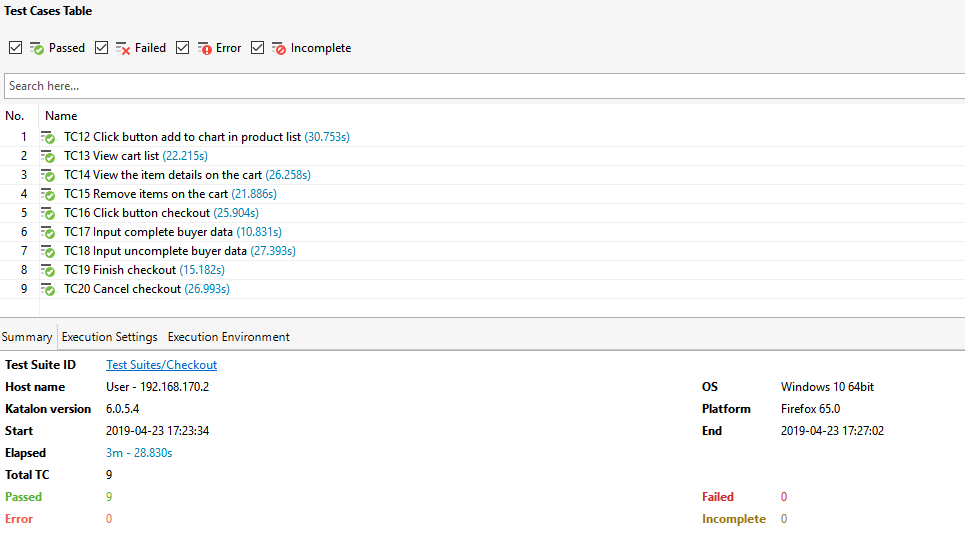 Test Cases Table
Passed Failed Error Incomplete
Search here...
No. Name
1 TC12 Click button add to chart in product list (30.753s)
2 TC13 View cart list (22.215s)
3 TC14 View the item details on the cart (26.258s)
4 TC15 Remove items on the cart (21.886s)
5 TC16 Click button checkout (25.904s)
6 TC17 Input complete buyer data (10.831s)
7 TC18 Input uncomplete buyer data (27.393s)
8 TC19 Finish checkout (15.182s)
9 TC20 Cancel checkout (26.993s)
Summary Execution Settings Execution Environment
Test Suite ID Test Suites/Checkout
Host name User - 192.168.170.2 OS Windows 10 64bit
Katalon version 6.0.5.4 Platform Firefox 65.0
Start 2019-04-23 17:23:34 End 2019-04-23 17:27:02
Elapsed 3m - 28.830s
Total TC 9
Passed 9 Failed 0
Error 0 Incomplete 0